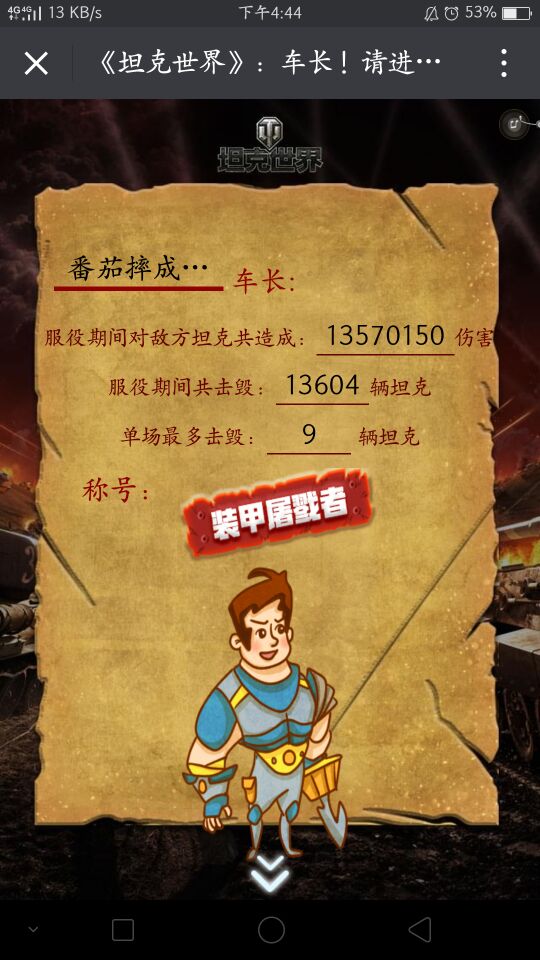 4G 4G 13 KB/s 下午4:44 53%
《坦克世界》：车长！请进…
坦克世界
番茄摔成… 车长:
服役期间对敌方坦克共造成：13570150 伤害
服役期间共击毁：13604 辆坦克
单场最多击毁：9 辆坦克
称号：装甲屠戮者